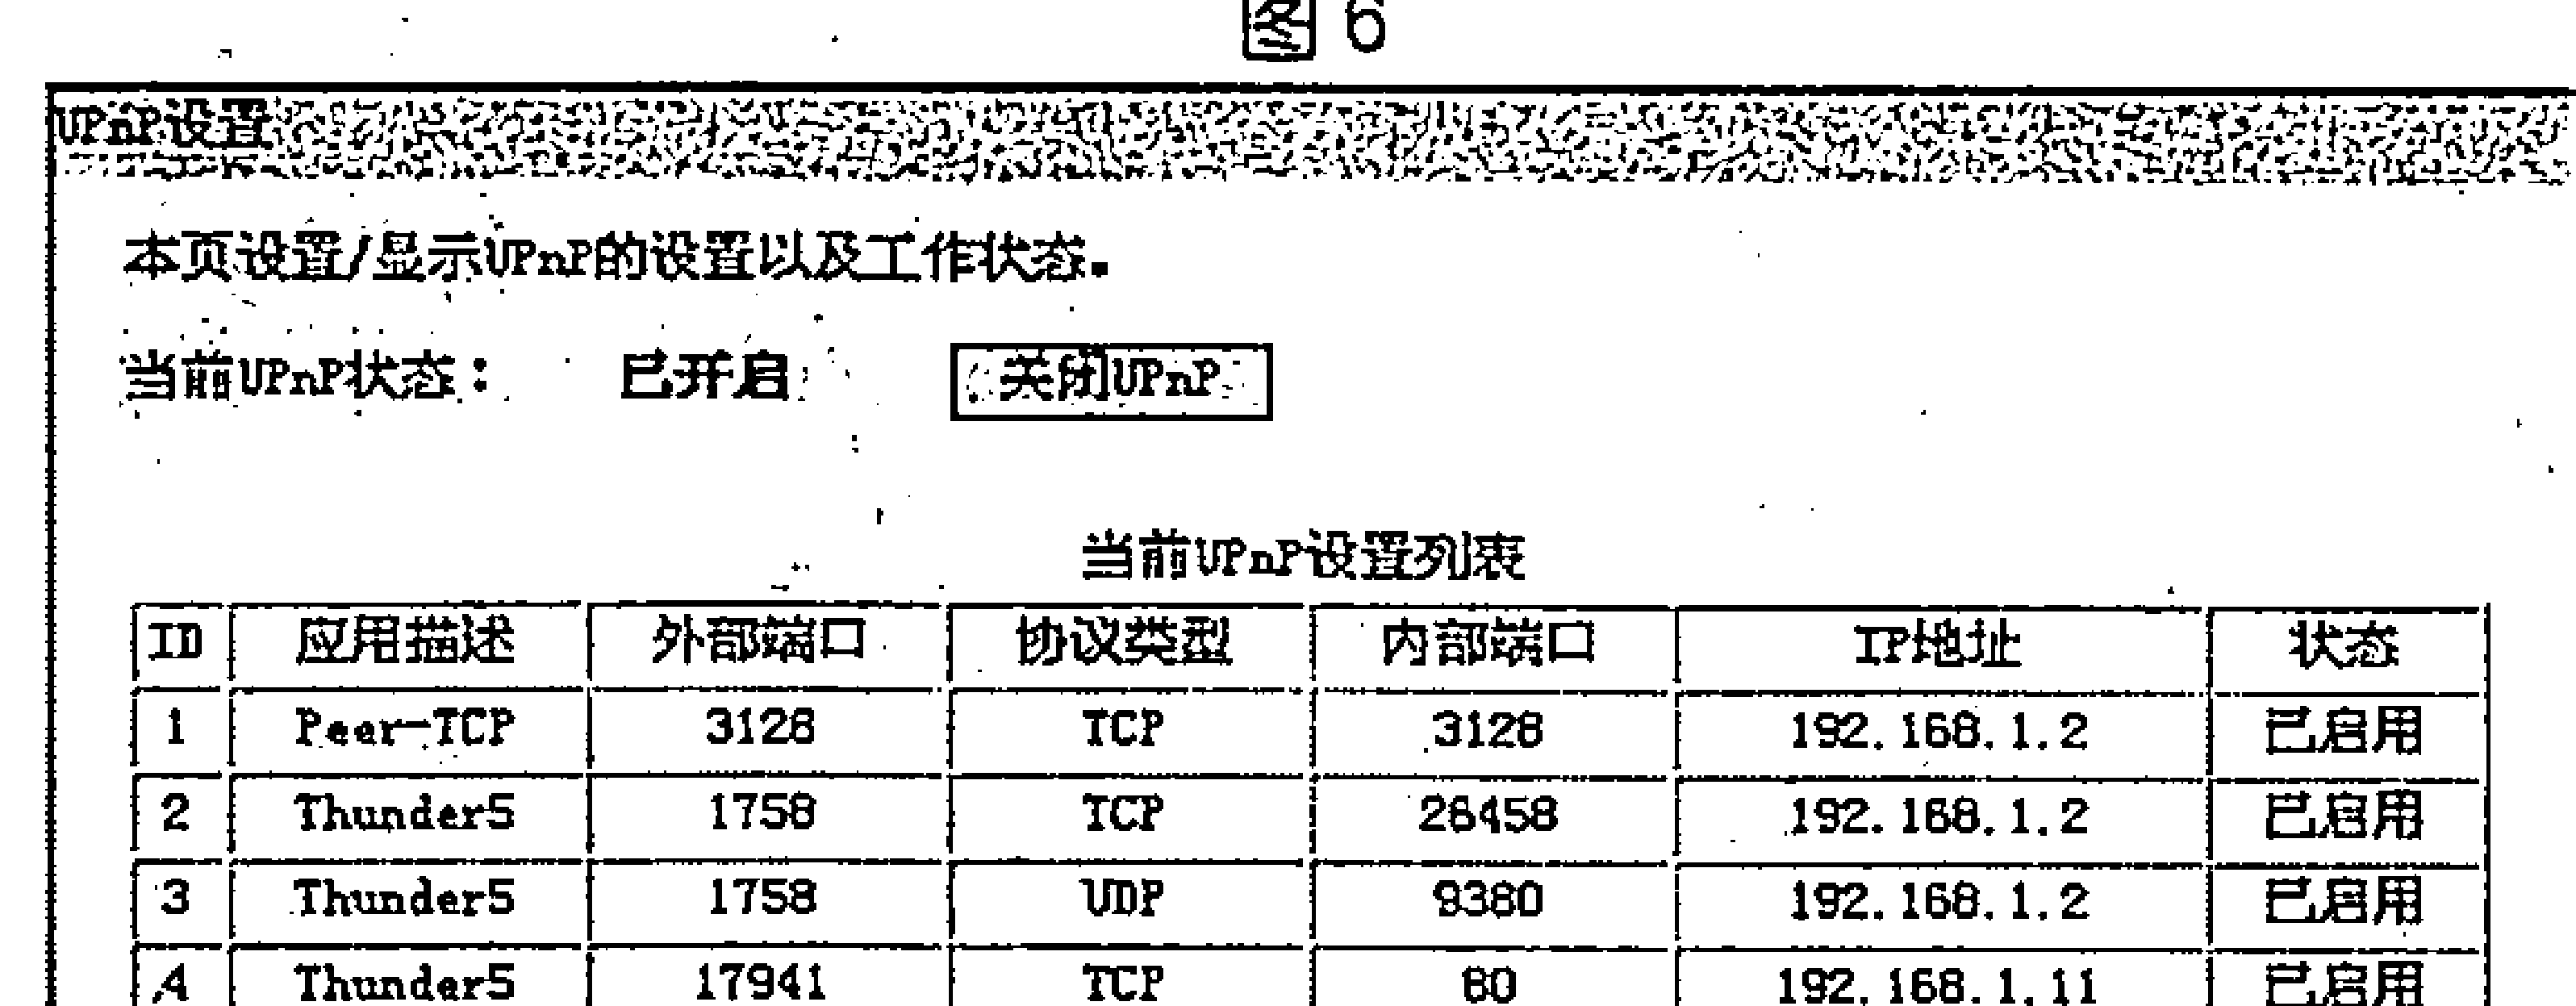 图 6
UPnP设置
本页设置/显示UPnP的设置以及工作状态。
当前UPnP状态： 已开启 关闭UPnP
当前UPnP设置列表
ID 应用描述 外部端口 协议类型 内部端口 IP地址 状态
1 Peer-TCP 3128 TCP 3128 192.168.1.2 已启用
2 Thunder5 1758 TCP 26458 192.168.1.2 已启用
3 Thunder5 1758 UDP 9380 192.168.1.2 已启用
4 Thunder5 17941 TCP 80 192.168.1.11 已启用